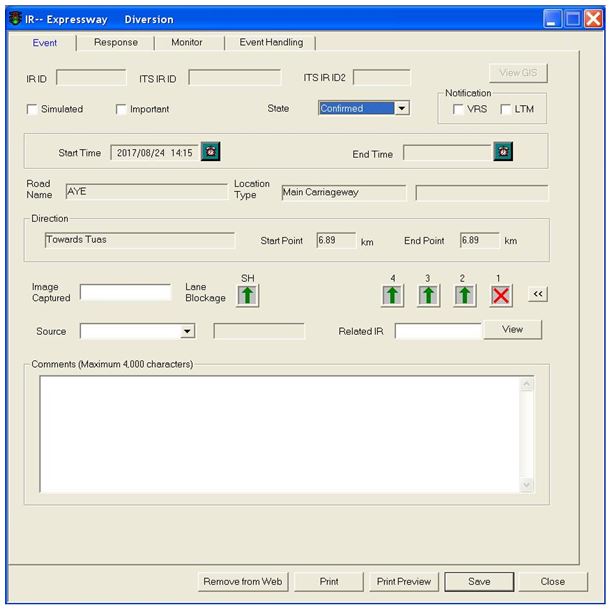 IR-- Expressway Diversion
Event Response Monitor Event Handling
IR ID ITS IR ID ITS IR ID2 View GIS
Simulated Important State Confirmed Notification VRS LTM
Start Time 2017/08/24 14:15 End Time
Road Name AYE Location Type Main Carriageway
Direction
Towards Tuas Start Point 6.89 km End Point 6.89 km
Image Captured Lane Blockage SH 4 3 2 1 <<
Source Related IR View
Comments (Maximum 4,000 characters)
Remove from Web Print Print Preview Save Close